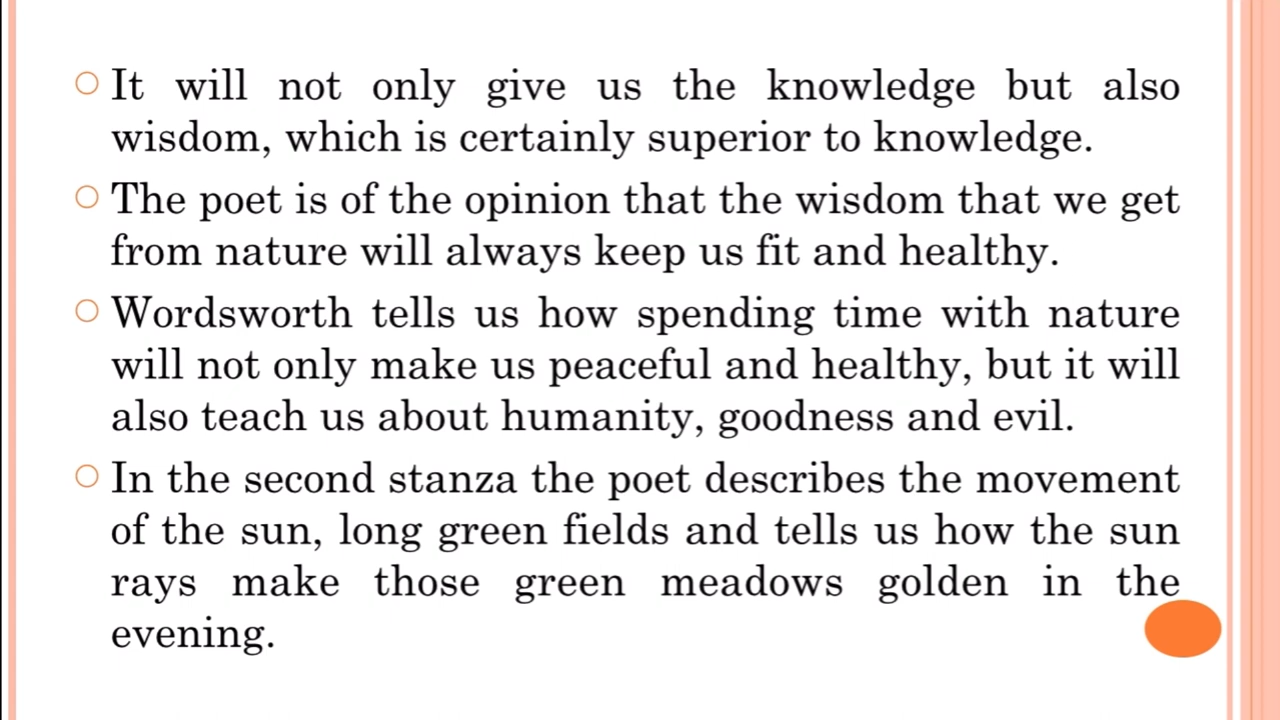 It will not only give us the knowledge but also
wisdom, which is certainly superior to knowledge.
The poet is of the opinion that the wisdom that we get
from nature will always keep us fit and healthy.
Wordsworth tells us how spending time with nature
will not only make us peaceful and healthy, but it will
also teach us about humanity, goodness and evil.
In the second stanza the poet describes the movement
of the sun, long green fields and tells us how the sun
rays make those green meadows golden in the
evening.